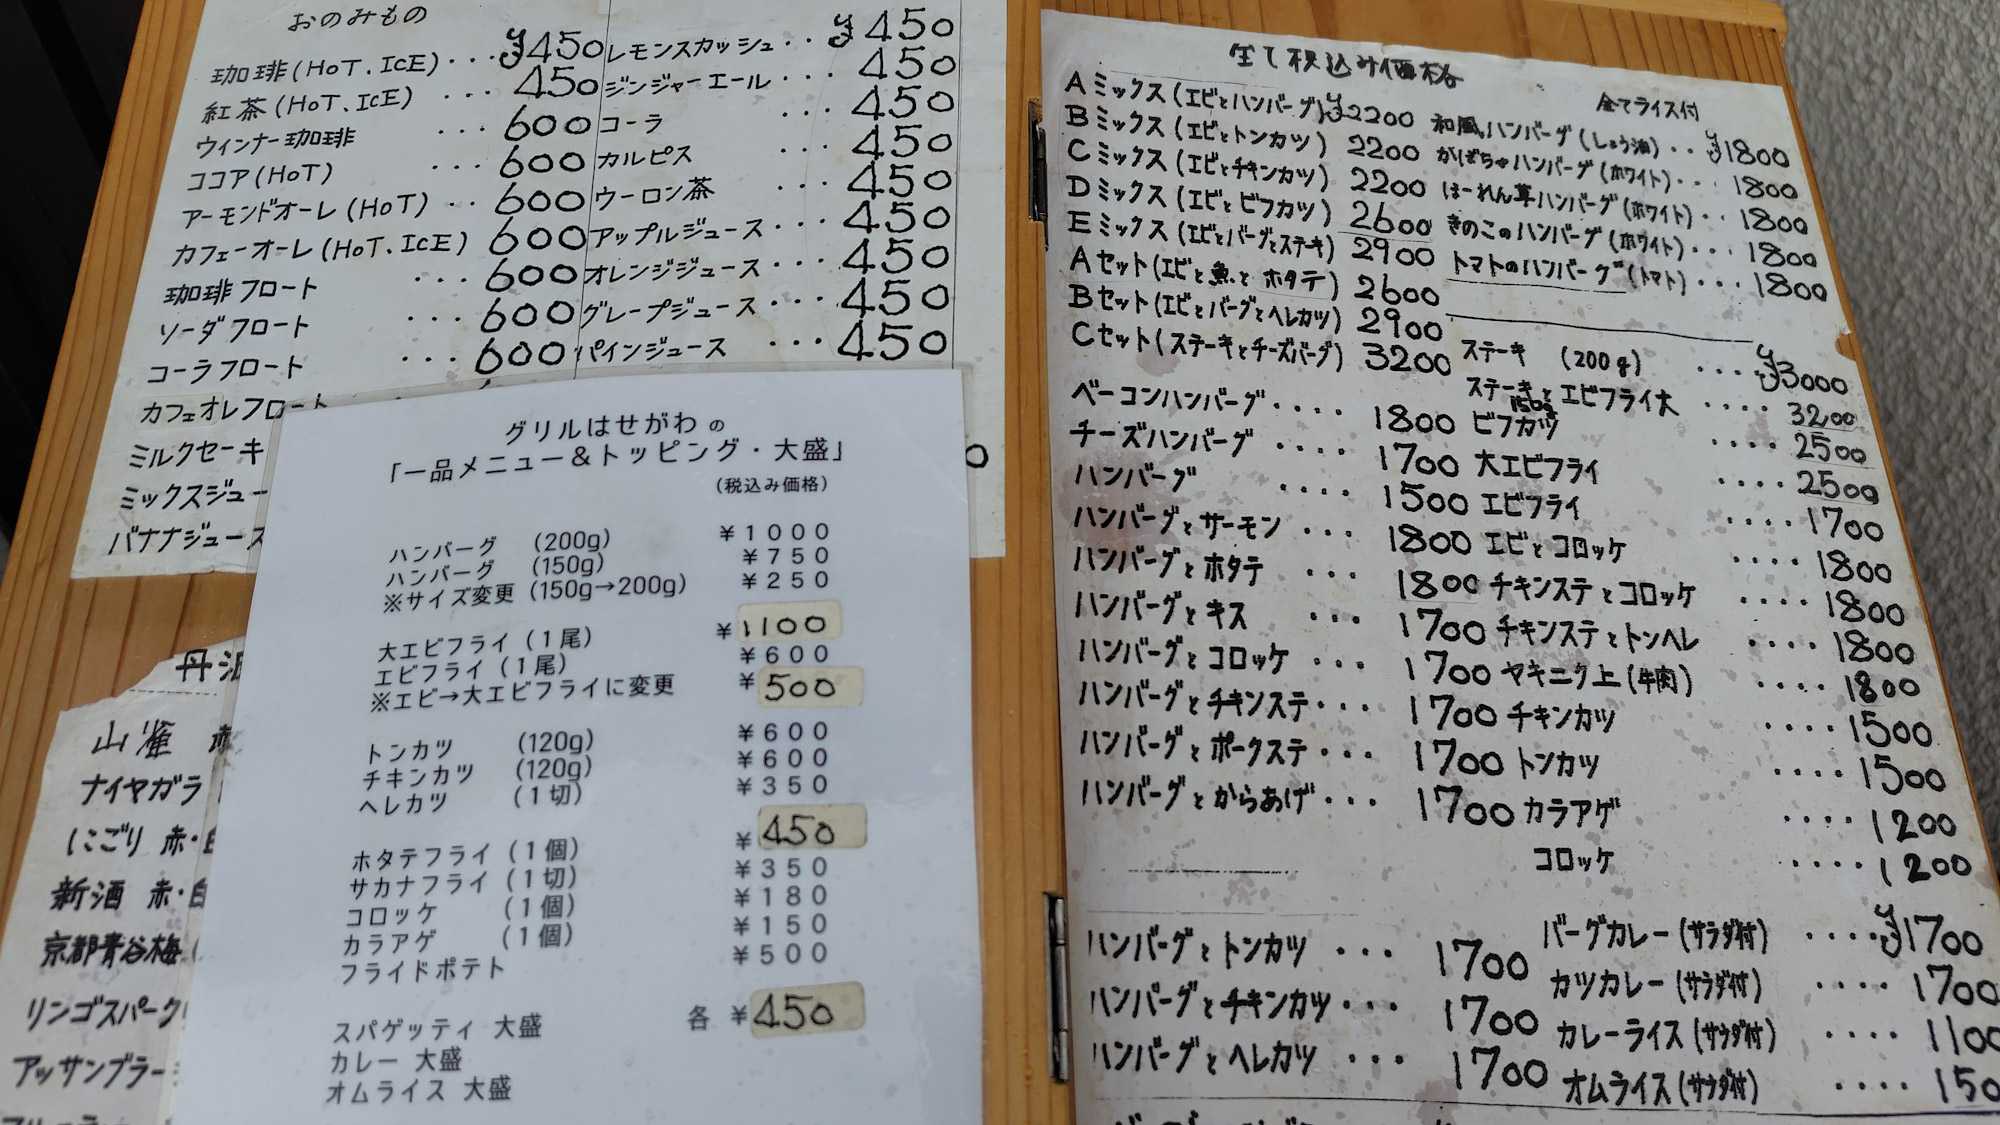 おのみもの
珈琲(HOT.ICE)・・・¥450
紅茶(HOT.ICE)・・・450
ウィンナー珈琲・・・600
ココア(HOT)・・・600
アーモンドオーレ(HOT)・・600
カフェーオーレ(HOT.ICE)600
珈琲フロート・・・600
ソーダフロート・・・600
コーラフロート・・・600
カフェオレフロート
ミルクセーキ
ミックスジュー
バナナジュース
レモンスカッシュ・・¥450
ジンジャーエール・・・450
コーラ・・・450
カルピス・・・450
ウーロン茶・・・450
アップルジュース・・・450
オレンジジュース・・・450
グレープジュース・・・450
パインジュース・・・450
グリルはせがわの
「一品メニュー&トッピング・大盛」
(税込み価格)
ハンバーグ (200g) ¥1000
ハンバーグ (150g) ¥750
※サイズ変更 (150g→200g) ¥250
大エビフライ(1尾) ¥1100
エビフライ(1尾) ¥600
※エビ→大エビフライに変更 ¥500
トンカツ (120g) ¥600
チキンカツ (120g) ¥600
ヘレカツ (1切) ¥350
ホタテフライ(1個) ¥450
サカナフライ(1切) ¥350
コロッケ (1個) ¥180
カラアゲ (1個) ¥150
フライドポテト ¥500
スパゲッティ 大盛 各 ¥450
カレー 大盛
オムライス 大盛
丹
山雀
ナイヤガラ
にごり 赤・白
新酒 赤・白
京都青谷梅
リンゴスパーク
アッサンブラー
全て税込み価格
Aミックス(エビとハンバーグ)¥2200
Bミックス(エビとトンカツ)2200
Cミックス(エビとチキンカツ)2200
Dミックス(エビとビフカツ)2600
Eミックス(エビとバーグとステーキ)2900
Aセット(エビと魚とホタテ)2600
Bセット(エビとバーグとヘレカツ)2900
Cセット(ステーキとチーズバーグ)3200
ベーコンハンバーグ・・・・1800
チーズハンバーグ・・・・1700
ハンバーグ・・・・1500
ハンバーグとサーモン・・・1800
ハンバーグとホタテ・・・1800
ハンバーグとキス・・・1700
ハンバーグとコロッケ・・・1700
ハンバーグとチキンステ・・・1700
ハンバーグとポークステ・・・1700
ハンバーグとからあげ・・・1700
全てライス付
和風ハンバーグ(しょう油)・・¥1800
かぼちゃハンバーグ(ホワイト)・・・1800
ほーれん草ハンバーグ(ホワイト)・・1800
きのこのハンバーグ(ホワイト)・・・1800
トマトのハンバーグ(トマト)・・・1800
ステーキ (200g)・・・・¥3000
ステーキ150gとエビフライ大・・・・3200
ビフカツ・・・・2500
大エビフライ・・・・2500
エビフライ・・・・1700
エビとコロッケ・・・・1800
チキンステとコロッケ・・・・1800
チキンステとトンヘレ・・・・1800
ヤキニク上(牛肉)・・・・1800
チキンカツ・・・・1500
トンカツ・・・・1500
カラアゲ・・・・1200
コロッケ・・・・1200
ハンバーグとトンカツ・・・1700
ハンバーグとチキンカツ・・・1700
ハンバーグとヘレカツ・・・1700
バーグカレー(サラダ付)・・・・¥1700
カツカレー(サラダ付)・・・・1700
カレーライス(サラダ付)・・・・1100
オムライス(サラダ付)・・・・150